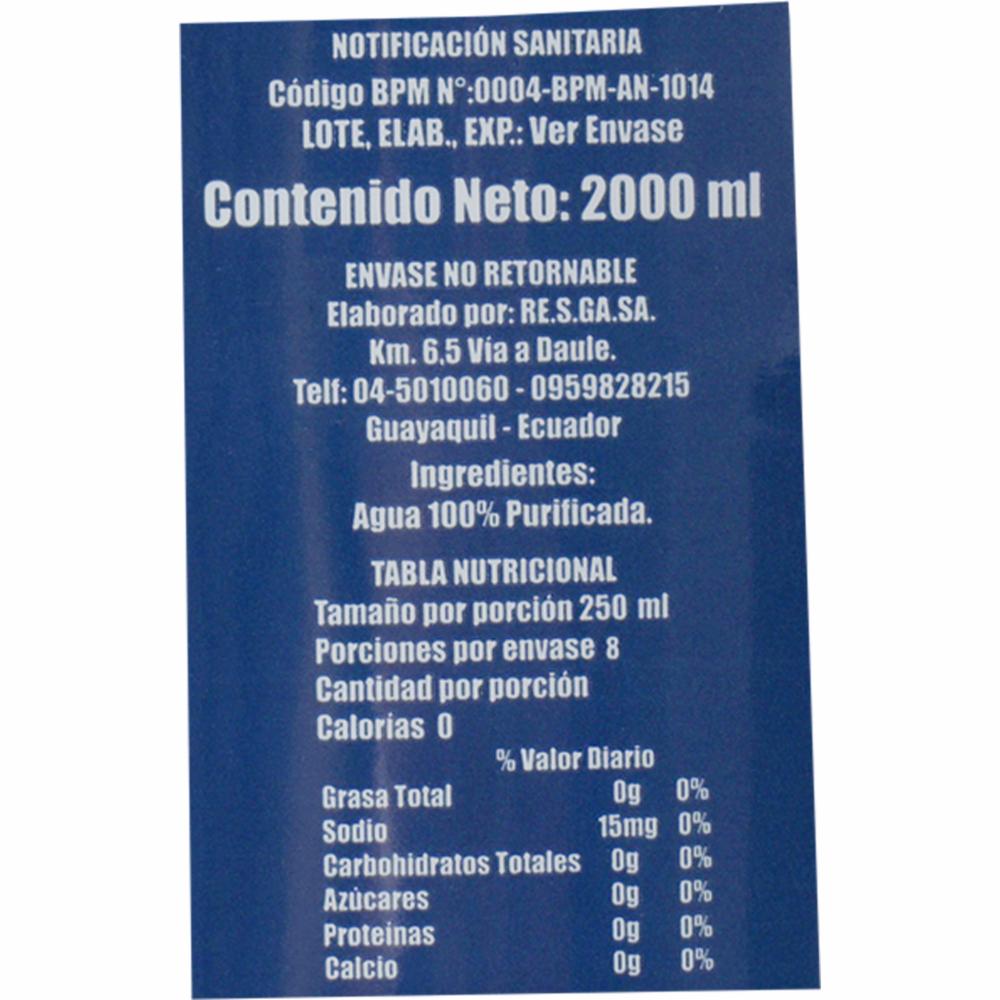 NOTIFICACIÓN SANITARIA
Código BPM N°:0004-BPM-AN-1014
LOTE, ELAB., EXP.: Ver Envase
Contenido Neto: 2000 ml
ENVASE NO RETORNABLE
Elaborado por: RE.S.GA.SA.
Km. 6,5 Vía a Daule.
Telf: 04-5010060 - 0959828215
Guayaquil - Ecuador
Ingredientes:
Agua 100% Purificada.
TABLA NUTRICIONAL
Tamaño por porción 250 ml
Porciones por envase 8
Cantidad por porción
Calorías 0
% Valor Diario
Grasa Total 0g 0%
Sodio 15mg 0%
Carbohidratos Totales 0g 0%
Azúcares 0g 0%
Proteinas 0g 0%
Calcio 0g 0%